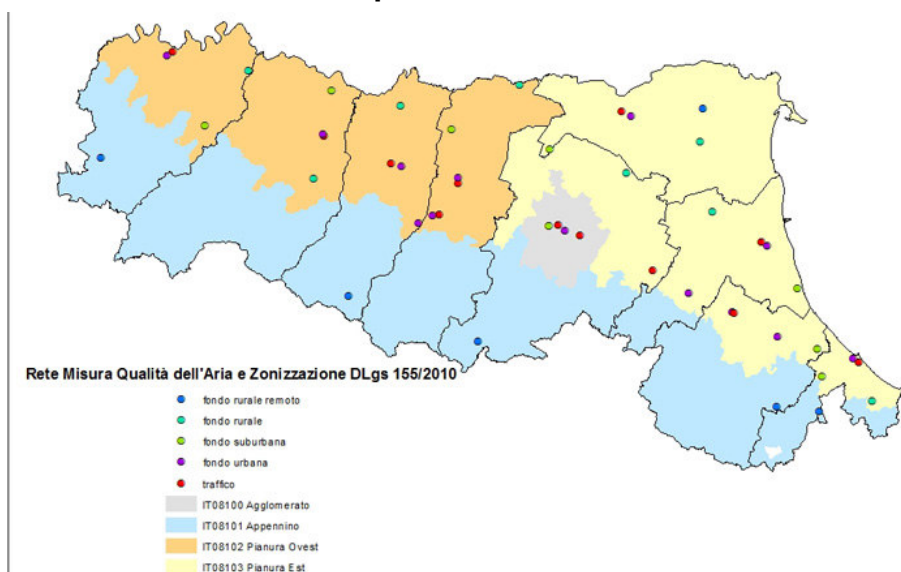 Rete Misura Qualità dell'Aria e Zonizzazione DLgs 155/2010
fondo rurale remoto
fondo rurale
fondo suburbana
fondo urbana
traffico
IT08100 Agglomerato
IT08101 Appennino
IT08102 Pianura Ovest
IT08103 Pianura Est